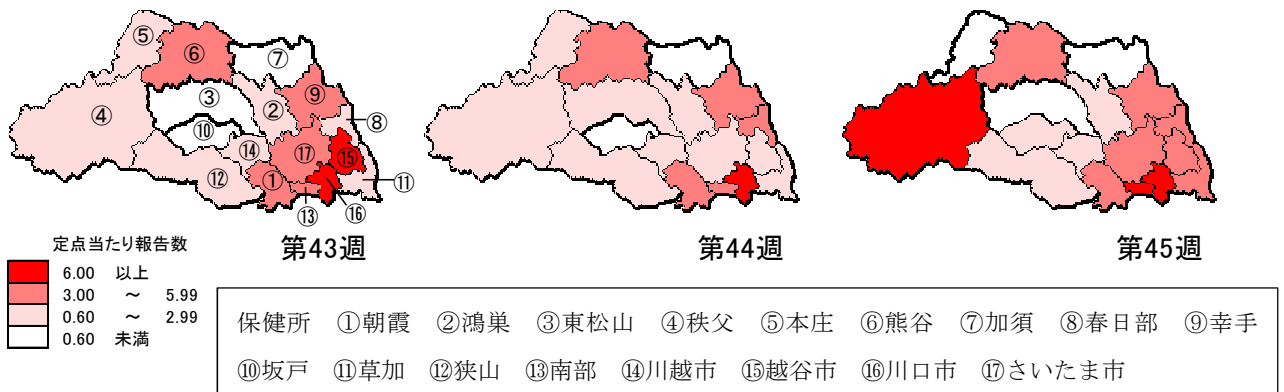 ⑤
⑥
⑦
④
③
②
⑨
⑩
⑧
⑭
⑰
⑮
⑫
①
⑪
⑬
⑯
第43週
第44週
第45週
定点当たり報告数
6.00 以上
3.00 ～ 5.99
0.60 ～ 2.99
0.60 未満
保健所 ①朝霞 ②鴻巣 ③東松山 ④秩父 ⑤本庄 ⑥熊谷 ⑦加須 ⑧春日部 ⑨幸手
⑩坂戸 ⑪草加 ⑫狭山 ⑬南部 ⑭川越市 ⑮越谷市 ⑯川口市 ⑰さいたま市